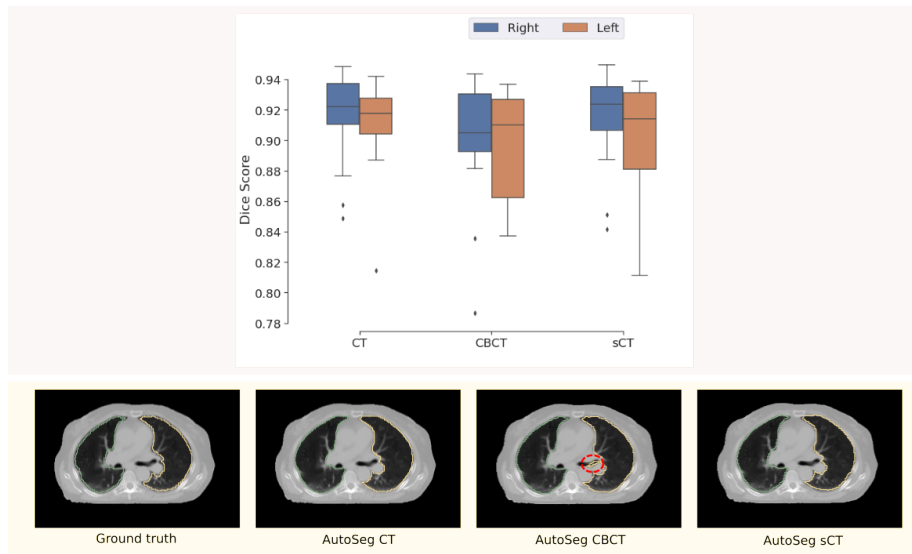 Right Left
Dice Score
0.94
0.92
0.90
0.88
0.86
0.84
0.82
0.80
0.78
CT CBCT sCT
Ground truth AutoSeg CT AutoSeg CBCT AutoSeg sCT